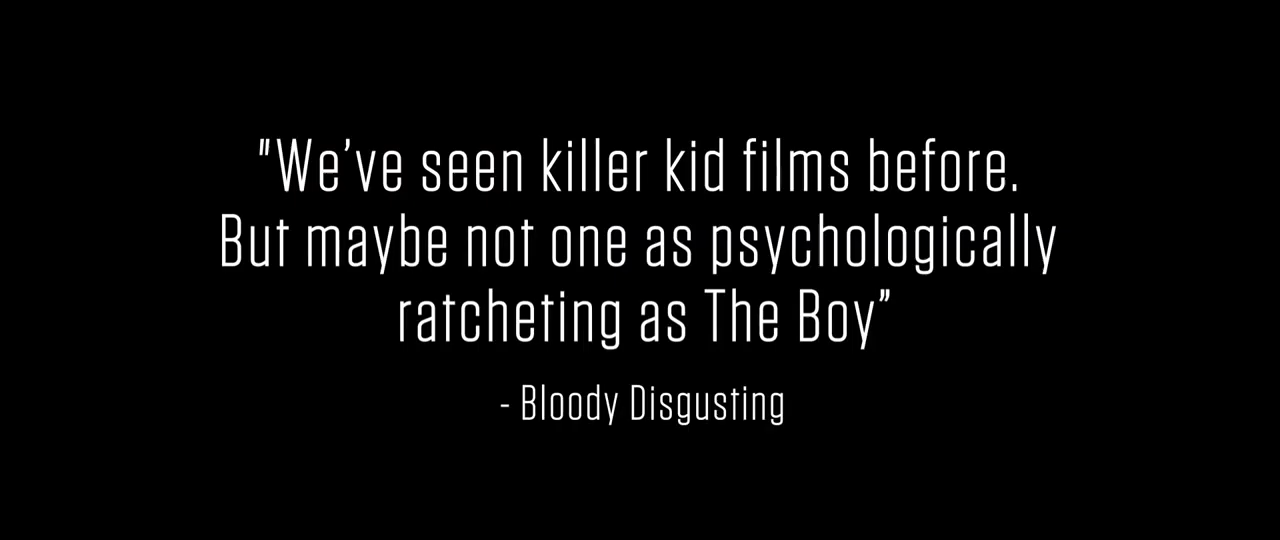 "We've seen killer kid films before.
But maybe not one as psychologically
ratcheting as The Boy"
- Bloody Disgusting